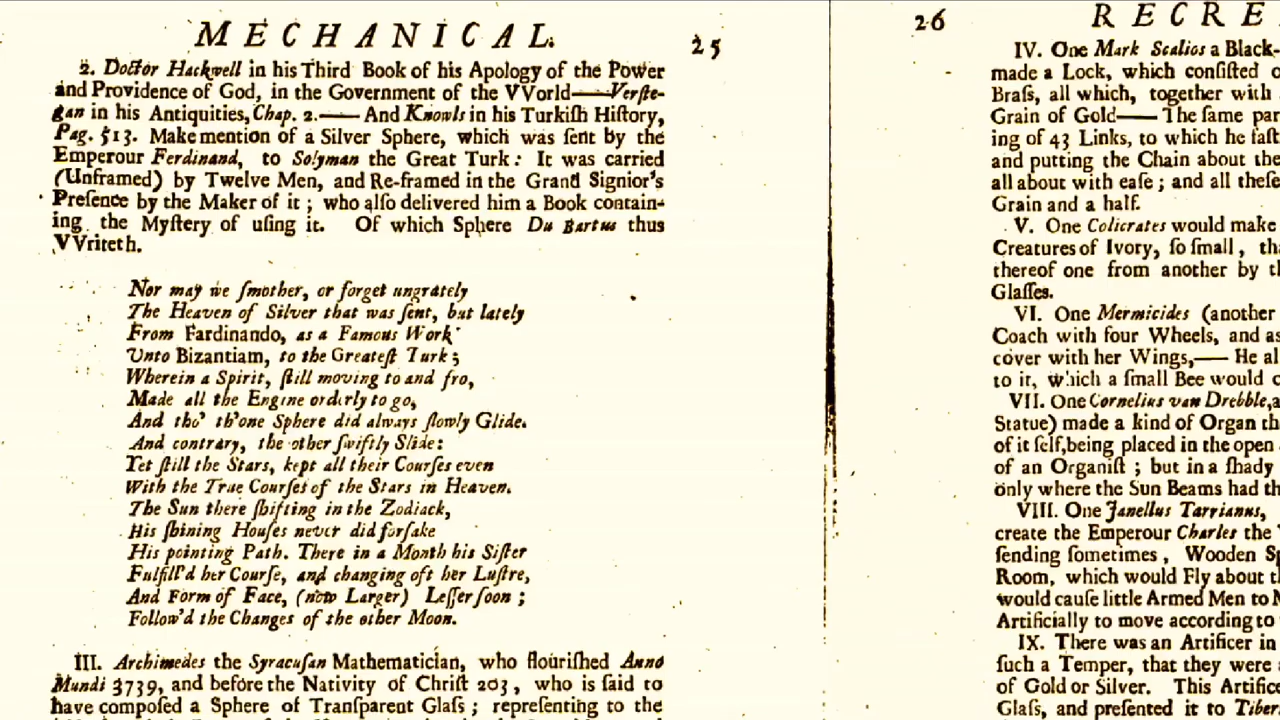 MECHANICAL. 25
2. Doctor Hackwell in his Third Book of his Apology of the Power
and Providence of God, in the Government of the VVorld——Verſte-
gan in his Antiquities, Chap. 2.—— And Knowls in his Turkiſh Hiſtory,
Pag. 513. Make mention of a Silver Sphere, which was ſent by the
Emperour Ferdinand, to Solyman the Great Turk: It was carried
(Unframed) by Twelve Men, and Re-framed in the Grand Signior's
Preſence by the Maker of it; who alſo delivered him a Book contain-
ing the Myſtery of uſing it. Of which Sphere Du Bartus thus
VVriteth.
Nor may we ſmother, or forget ungrately
The Heaven of Silver that was ſent, but lately
From Fardinando, as a Famous Work
Unto Bizantiam, to the Greateſt Turk;
Wherein a Spirit, ſtill moving to and fro,
Made all the Engine orderly to go,
And tho' th'one Sphere did always ſlowly Glide.
And contrary, the other ſwiftly Slide:
Yet ſtill the Stars, kept all their Courſes even
With the True Courſes of the Stars in Heaven.
The Sun there ſhifting in the Zodiack,
His ſhining Houſes never did forſake
His pointing Path. There in a Month his Siſter
Fulfill'd her Courſe, and changing oft her Luſtre,
And Form of Face, (now Larger) Leſſer ſoon;
Follow'd the Changes of the other Moon.
III. Archimedes the Syracuſan Mathematician, who flouriſhed Anno
Mundi 3739, and before the Nativity of Chriſt 203, who is ſaid to
have compoſed a Sphere of Tranſparent Glaſs; repreſenting to the
26 RECRE
IV. One Mark Scalios a Black-
made a Lock, which conſiſted o
Braſs, all which, together with
Grain of Gold—— The ſame par
ing of 43 Links, to which he faſt
and putting the Chain about the
all about with eaſe; and all theſe
Grain and a half.
V. One Colicrates would make
Creatures of Ivory, ſo ſmall, tha
thereof one from another by th
Glaſſes.
VI. One Mermicides (another
Coach with four Wheels, and as
cover with her Wings,—— He al
to it, which a ſmall Bee would c
VII. One Cornelius van Drebble, a
Statue) made a kind of Organ th
of it ſelf, being placed in the open
of an Organiſt; but in a ſhady
only where the Sun Beams had th
VIII. One Janellus Tarrianus,
create the Emperour Charles the
ſending ſometimes, Wooden Sp
Room, which would Fly about th
would cauſe little Armed Men to M
Artificially to move according to
IX. There was an Artificer in
ſuch a Temper, that they were
of Gold or Silver. This Artifice
Glaſs, and preſented it to Tiber